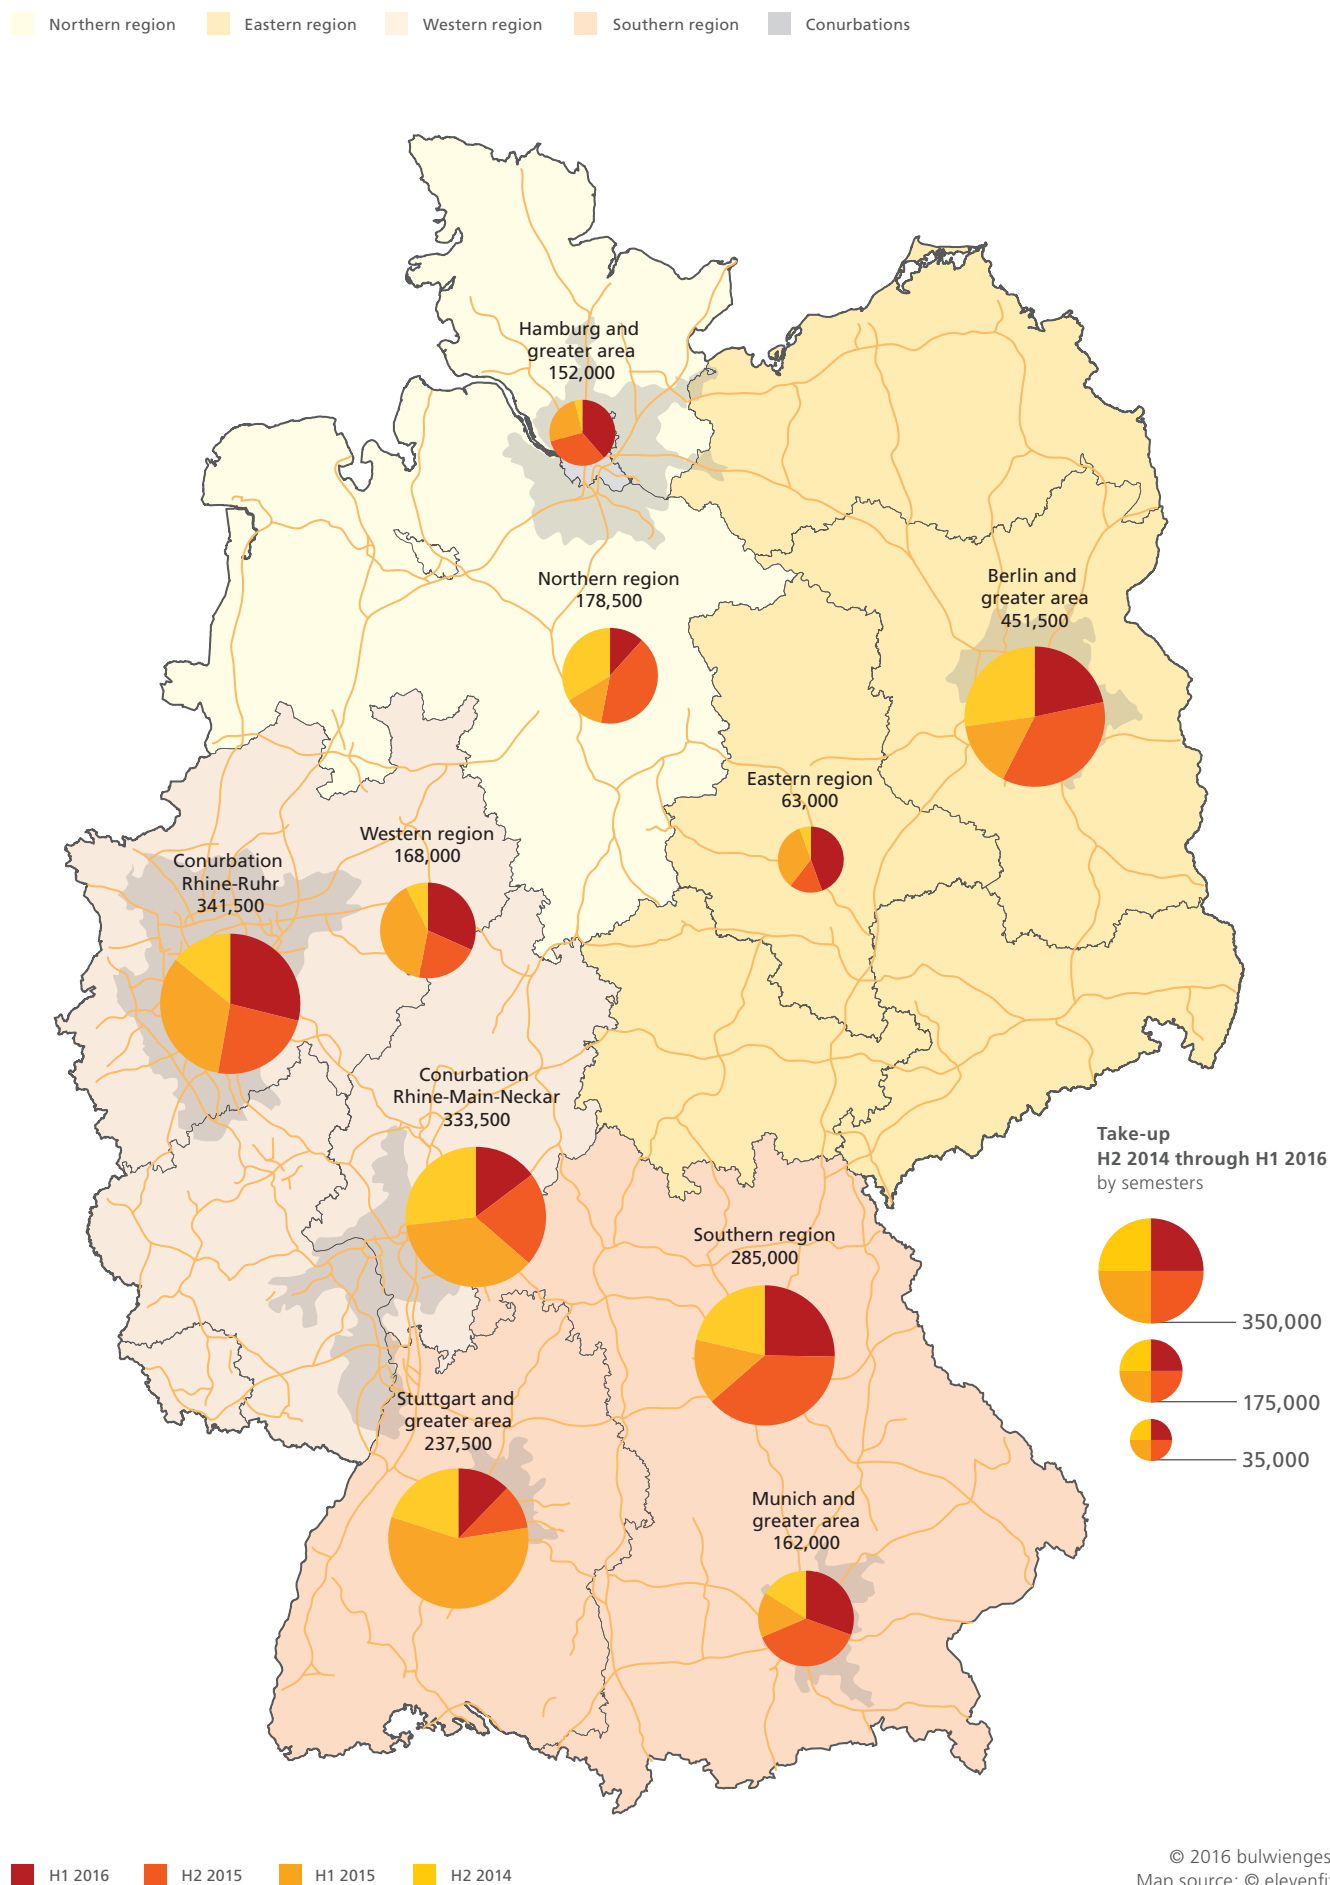 Northern region
Eastern region
Western region
Southern region
Conurbations
Hamburg and
greater area
152,000
Northern region
178,500
Berlin and
greater area
451,500
Eastern region
63,000
Western region
168,000
Conurbation
Rhine-Ruhr
341,500
Conurbation
Rhine-Main-Neckar
333,500
Take-up
H2 2014 through H1 2016
by semesters
350,000
175,000
35,000
Southern region
285,000
Stuttgart and
greater area
237,500
Munich and
greater area
162,000
H1 2016
H2 2015
H1 2015
H2 2014
© 2016 bulwienges
Map source: © elevenfi